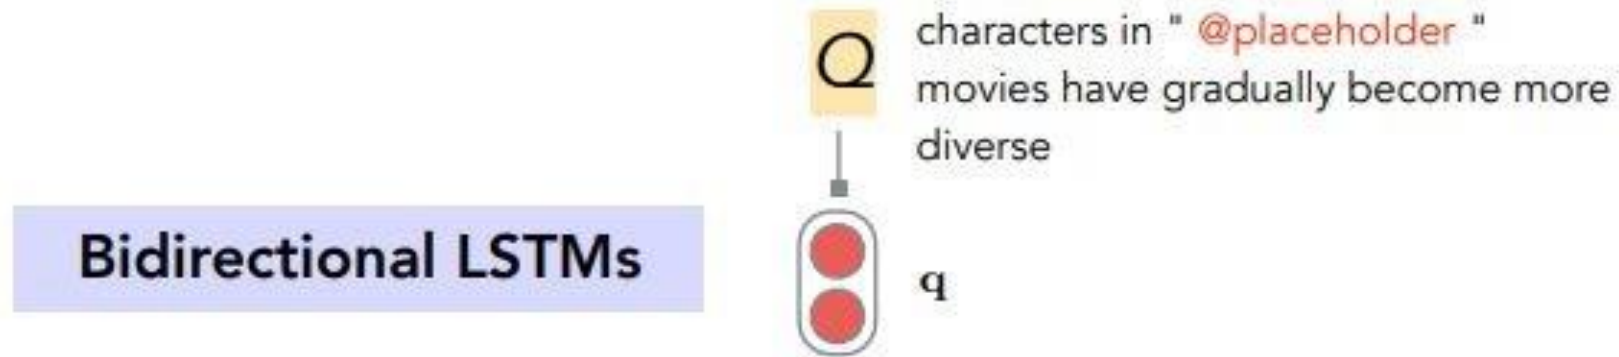 Q
characters in " @placeholder "
movies have gradually become more
diverse
Bidirectional LSTMs
q